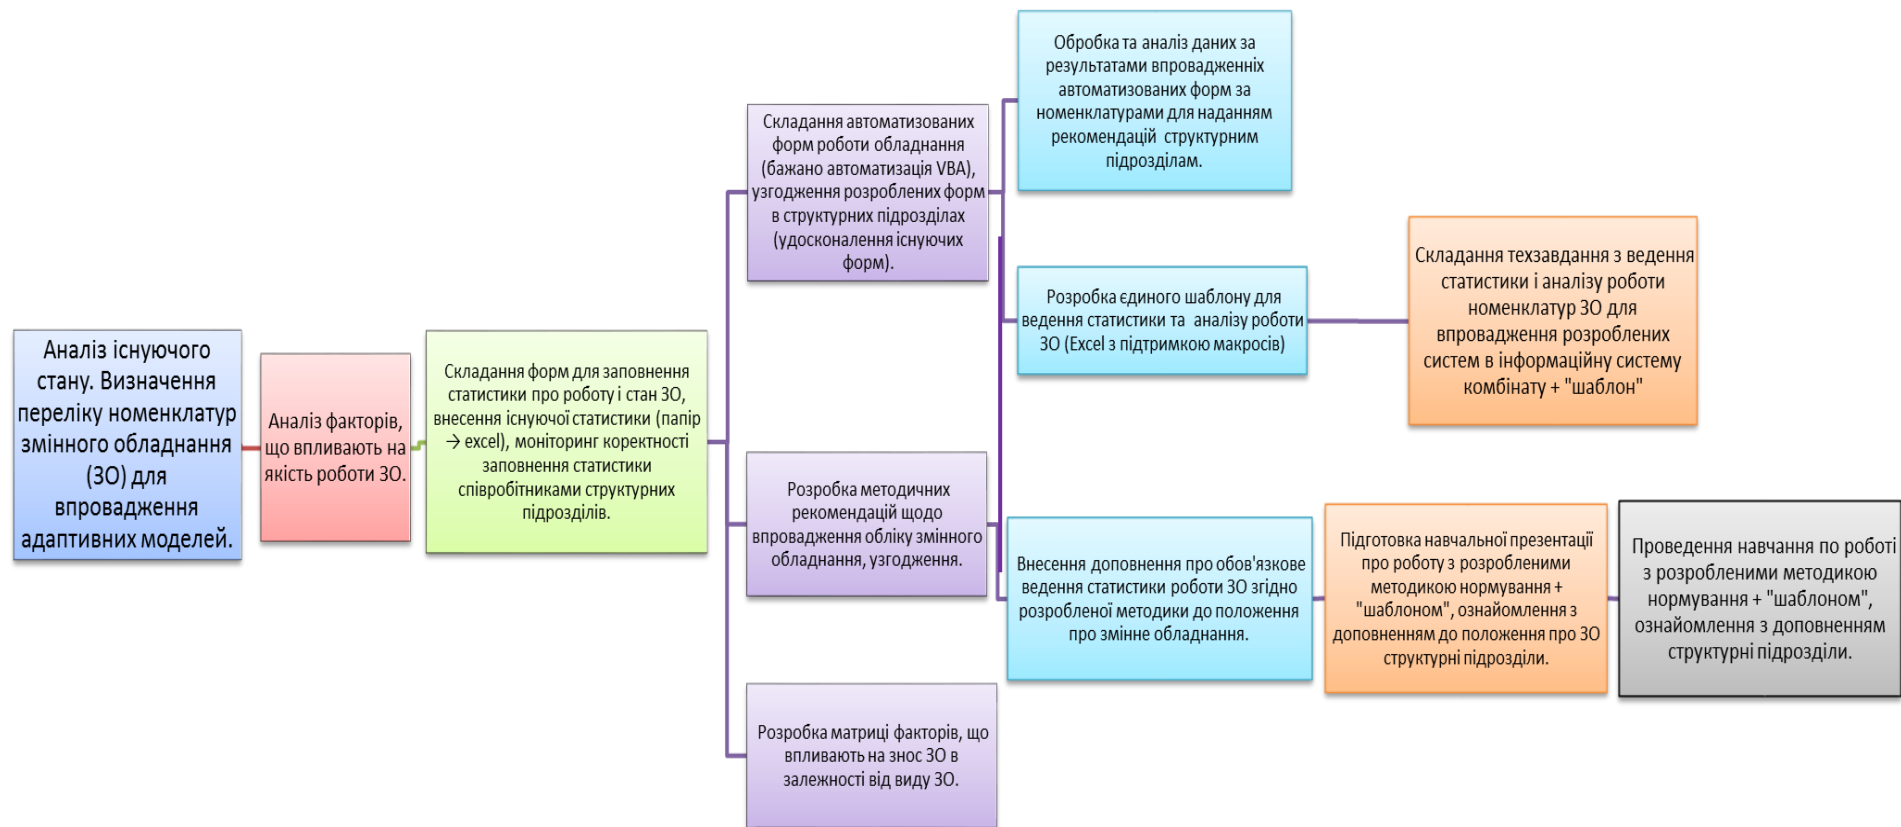 Аналіз існуючого
стану. Визначення
переліку номенклатур
змінного обладнання
(ЗО) для
впровадження
адаптивних моделей.
Аналіз факторів,
що впливають на
якість роботи ЗО.
Складання форм для заповнення
статистики про роботу і стан ЗО,
внесення існуючої статистики (папір
→ excel), моніторинг коректності
заповнення статистики
співробітниками структурних
підрозділів.
Складання автоматизованих
форм роботи обладнання
(бажано автоматизація VBA),
узгодження розроблених форм
в структурних підрозділах
(удосконалення існуючих
форм).
Розробка методичних
рекомендацій щодо
впровадження обліку змінного
обладнання, узгодження.
Розробка матриці факторів, що
впливають на знос ЗО в
залежності від виду ЗО.
Обробка та аналіз даних за
результатами впровадженніх
автоматизованих форм за
номенклатурами для наданням
рекомендацій структурним
підрозділам.
Розробка єдиного шаблону для
ведення статистики та аналізу роботи
ЗО (Excel з підтримкою макросів)
Внесення доповнення про обов'язкове
ведення статистики роботи ЗО згідно
розробленої методики до положення
про змінне обладнання.
Складання техзавдання з ведення
статистики і аналізу роботи
номенклатур ЗО для
впровадження розроблених
систем в інформаційну систему
комбінату + "шаблон"
Підготовка навчальної презентації
про роботу з розробленими
методикою нормування +
"шаблоном", ознайомлення з
доповненням до положення про ЗО
структурні підрозділи.
Проведення навчання по роботі
з розробленими методикою
нормування + "шаблоном",
ознайомлення з доповненням
структурні підрозділи.